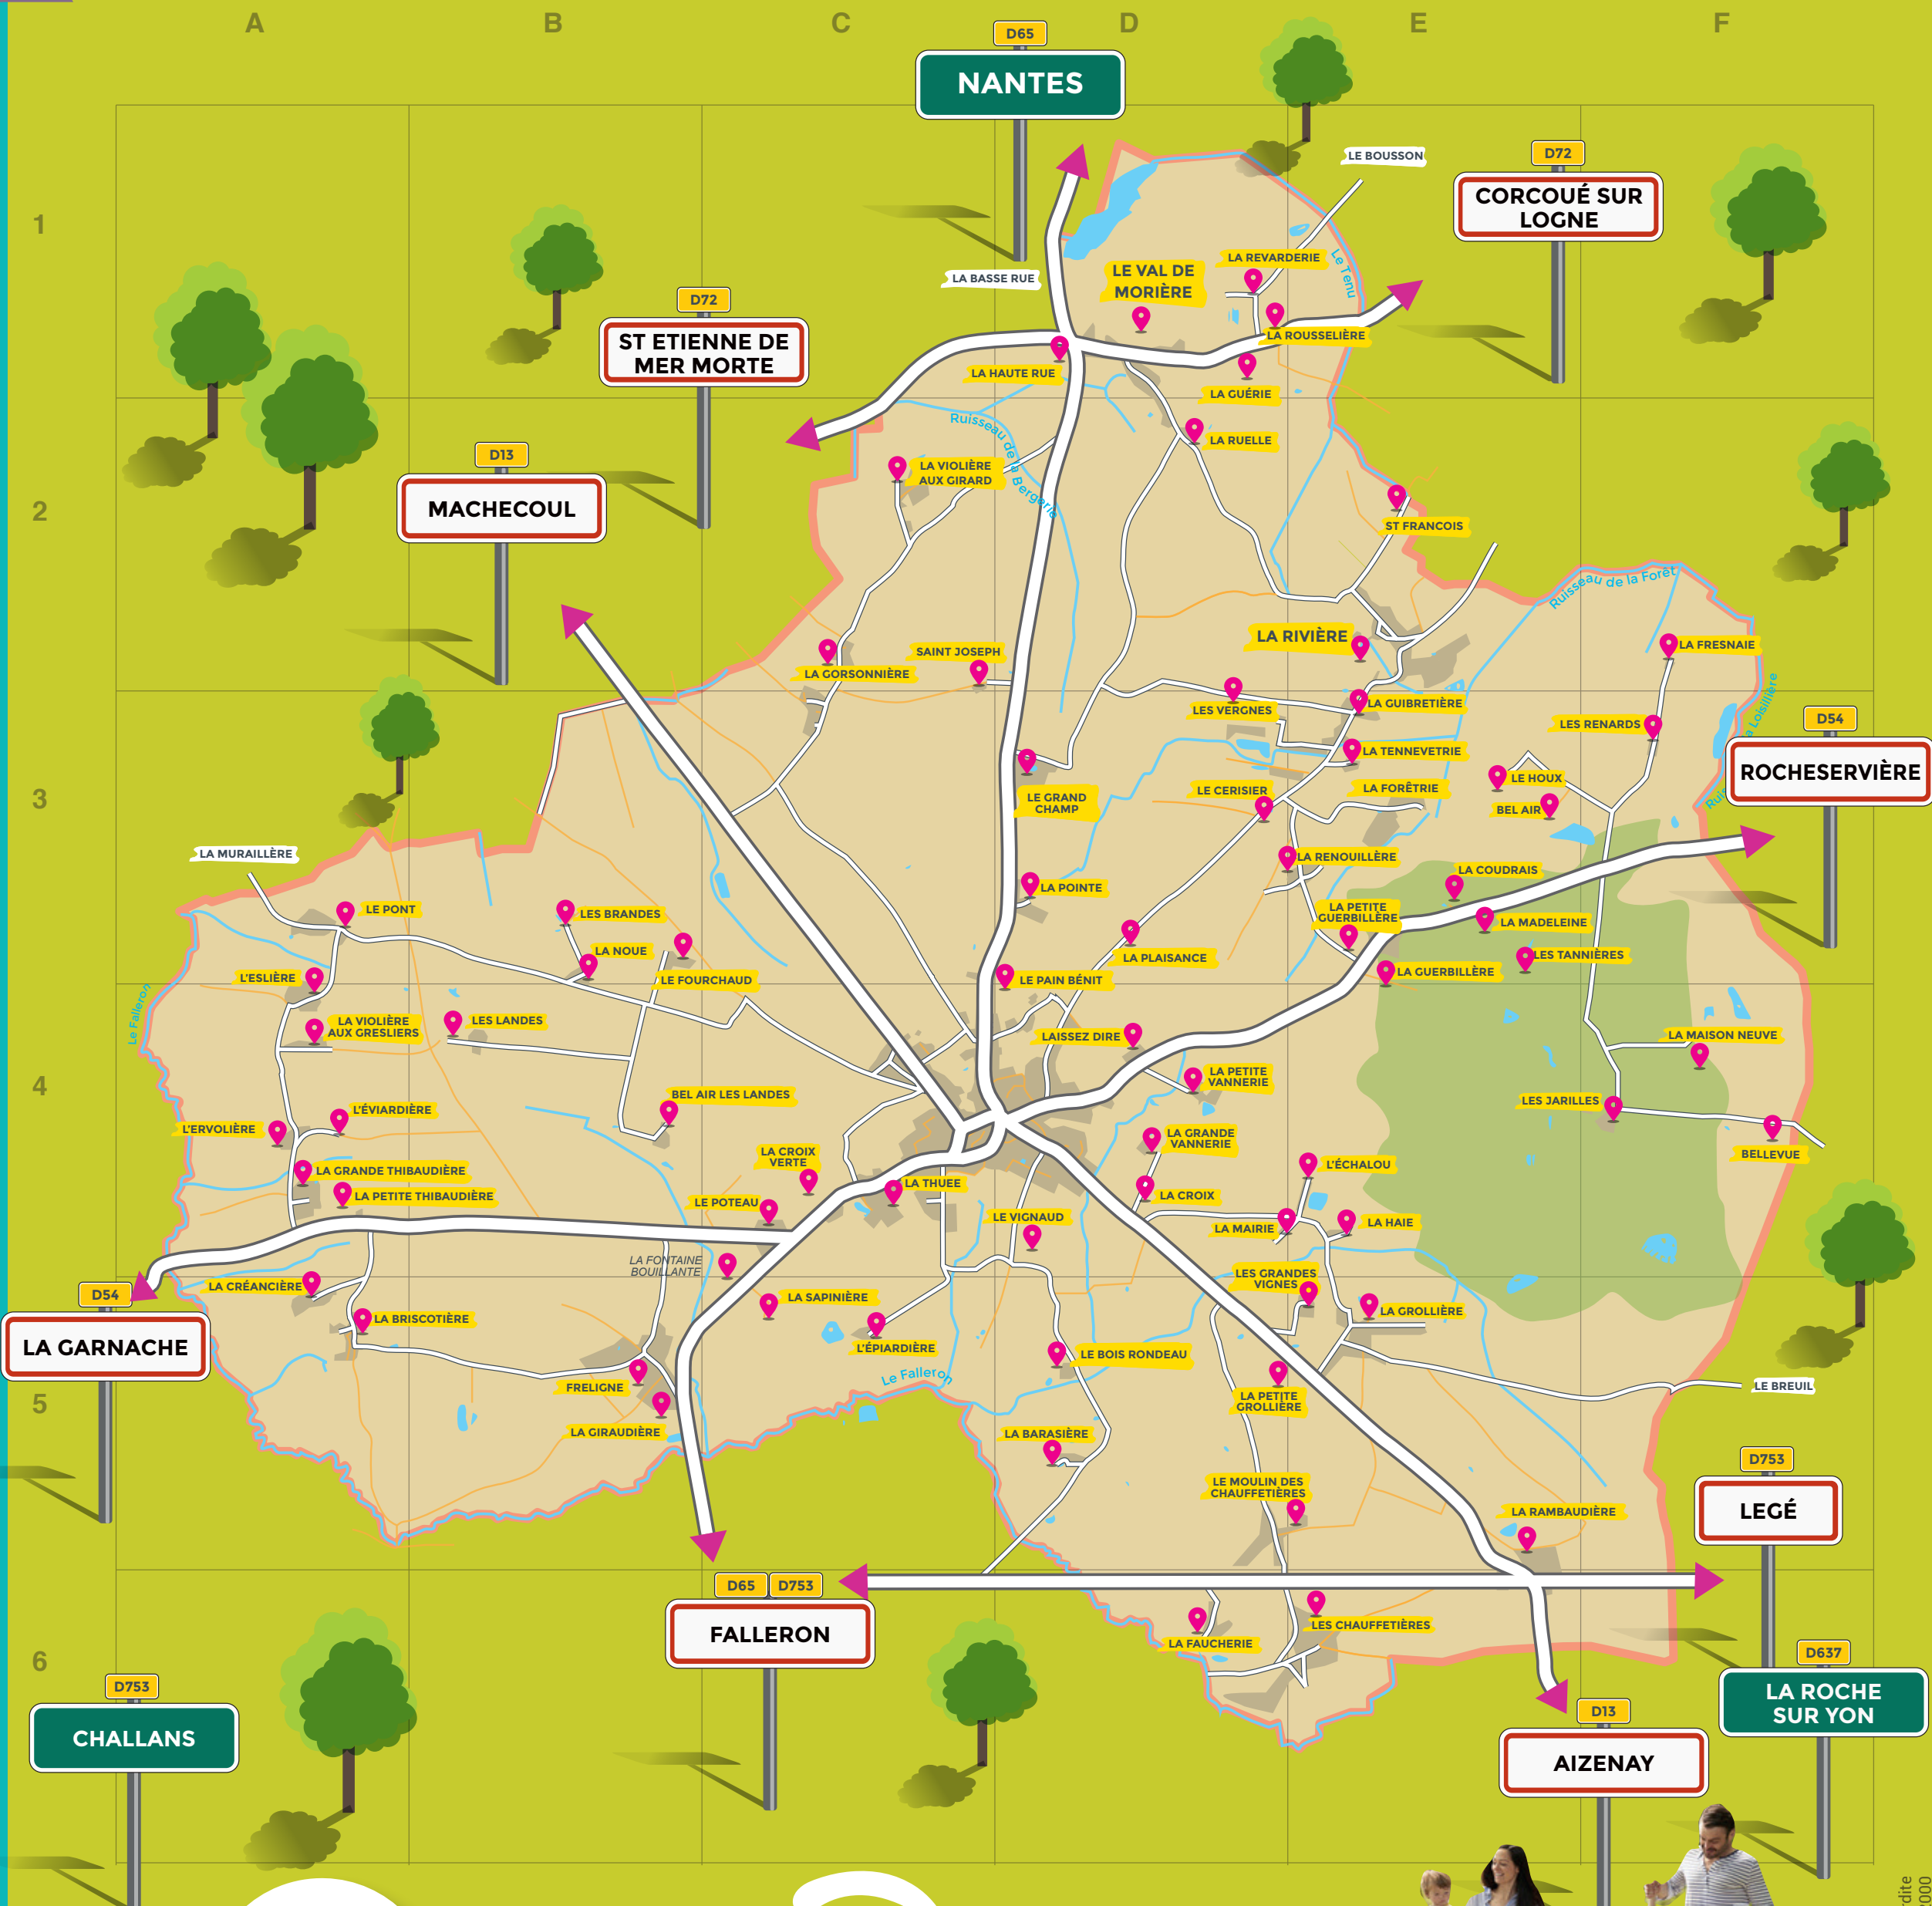 A
B
C
D
E
F
1
2
3
4
5
6
D65
NANTES
D72
CORCOUÉ SUR
LOGNE
D72
ST ETIENNE DE
MER MORTE
D13
MACHECOUL
LE BOUSSON
LA BASSE RUE
LE VAL DE
MORIÈRE
LA REVARDERIE
Le Tenu
LA ROUSSELIÈRE
LA HAUTE RUE
LA GUÉRIE
Ruisseau de la Bergerie
LA RUELLE
LA VIOLIÈRE
AUX GIRARD
ST FRANCOIS
Ruisseau de la Forêt
LA RIVIÈRE
LA FRESNAIE
SAINT JOSEPH
LA GORSONNIÈRE
LES VERGNES
LA GUIBRETIÈRE
LES RENARDS
a Loisillière
Ruis
D54
ROCHESERVIÈRE
LA TENNEVETRIE
LE HOUX
LE CERISIER
LA FORÊTRIE
BEL AIR
LE GRAND
CHAMP
LA MURAILLÈRE
LA RENOUILLÈRE
LA COUDRAIS
LA POINTE
LE PONT
LES BRANDES
LA PETITE
GUERBILLÈRE
LA MADELEINE
LA NOUE
LA PLAISANCE
LES TANNIÈRES
L'ESLIÈRE
LE FOURCHAUD
LE PAIN BÉNIT
LA GUERBILLÈRE
Le Falleron
LA VIOLIÈRE
AUX GRESLIERS
LES LANDES
LAISSEZ DIRE
LA MAISON NEUVE
LA PETITE
VANNERIE
BEL AIR LES LANDES
LES JARILLES
L'ÉVIARDIÈRE
L'ERVOLIÈRE
LA GRANDE
VANNERIE
BELLEVUE
LA CROIX
VERTE
L'ÉCHALOU
LA GRANDE THIBAUDIÈRE
LA THUEE
LA PETITE THIBAUDIÈRE
LA CROIX
LE POTEAU
LE VIGNAUD
LA MAIRIE
LA HAIE
LA FONTAINE
BOUILLANTE
LES GRANDES
VIGNES
LA CRÉANCIÈRE
D54
LA GARNACHE
LA SAPINIÈRE
LA GROLLIÈRE
LA BRISCOTIÈRE
L'ÉPIARDIÈRE
LE BOIS RONDEAU
Le Falleron
FRELIGNE
LE BREUIL
LA PETITE
GROLLIÈRE
LA GIRAUDIÈRE
LA BARASIÈRE
D753
LEGÉ
LE MOULIN DES
CHAUFFETIÈRES
LA RAMBAUDIÈRE
D65
D753
FALLERON
LES CHAUFFETIÈRES
LA FAUCHERIE
D637
LA ROCHE
SUR YON
D753
CHALLANS
D13
AIZENAY